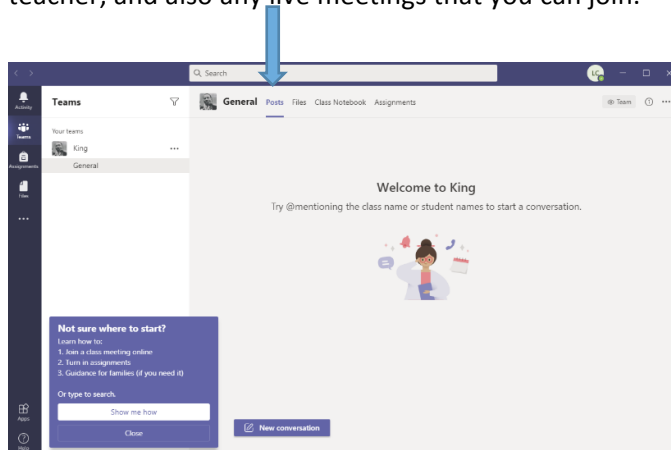 teacher, and also any live meetings that you can join.
Search
LC
Activity
Teams
Assignments
Files
Apps
Help
Teams
Your teams
King
General
General Posts Files Class Notebook Assignments
Team
Welcome to King
Try @mentioning the class name or student names to start a conversation.
Not sure where to start?
Learn how to:
1. Join a class meeting online
2. Turn in assignments
3. Guidance for families (if you need it)
Or type to search.
Show me how
Close
New conversation